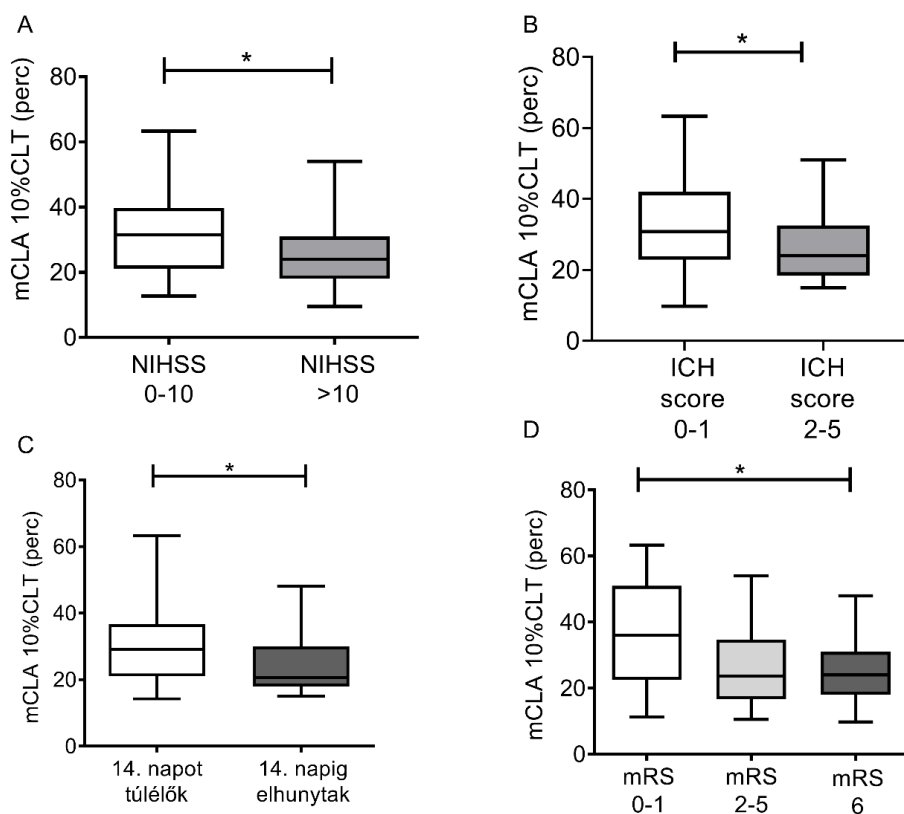 A
mCLA 10%CLT (perc)
80
60
40
20
0
*
NIHSS
0-10
NIHSS
>10
B
mCLA 10%CLT (perc)
80
60
40
20
0
*
ICH
score
0-1
ICH
score
2-5
C
mCLA 10%CLT (perc)
80
60
40
20
0
*
14. napot
túlélők
14. napig
elhunytak
D
mCLA 10%CLT (perc)
80
60
40
20
0
*
mRS
0-1
mRS
2-5
mRS
6